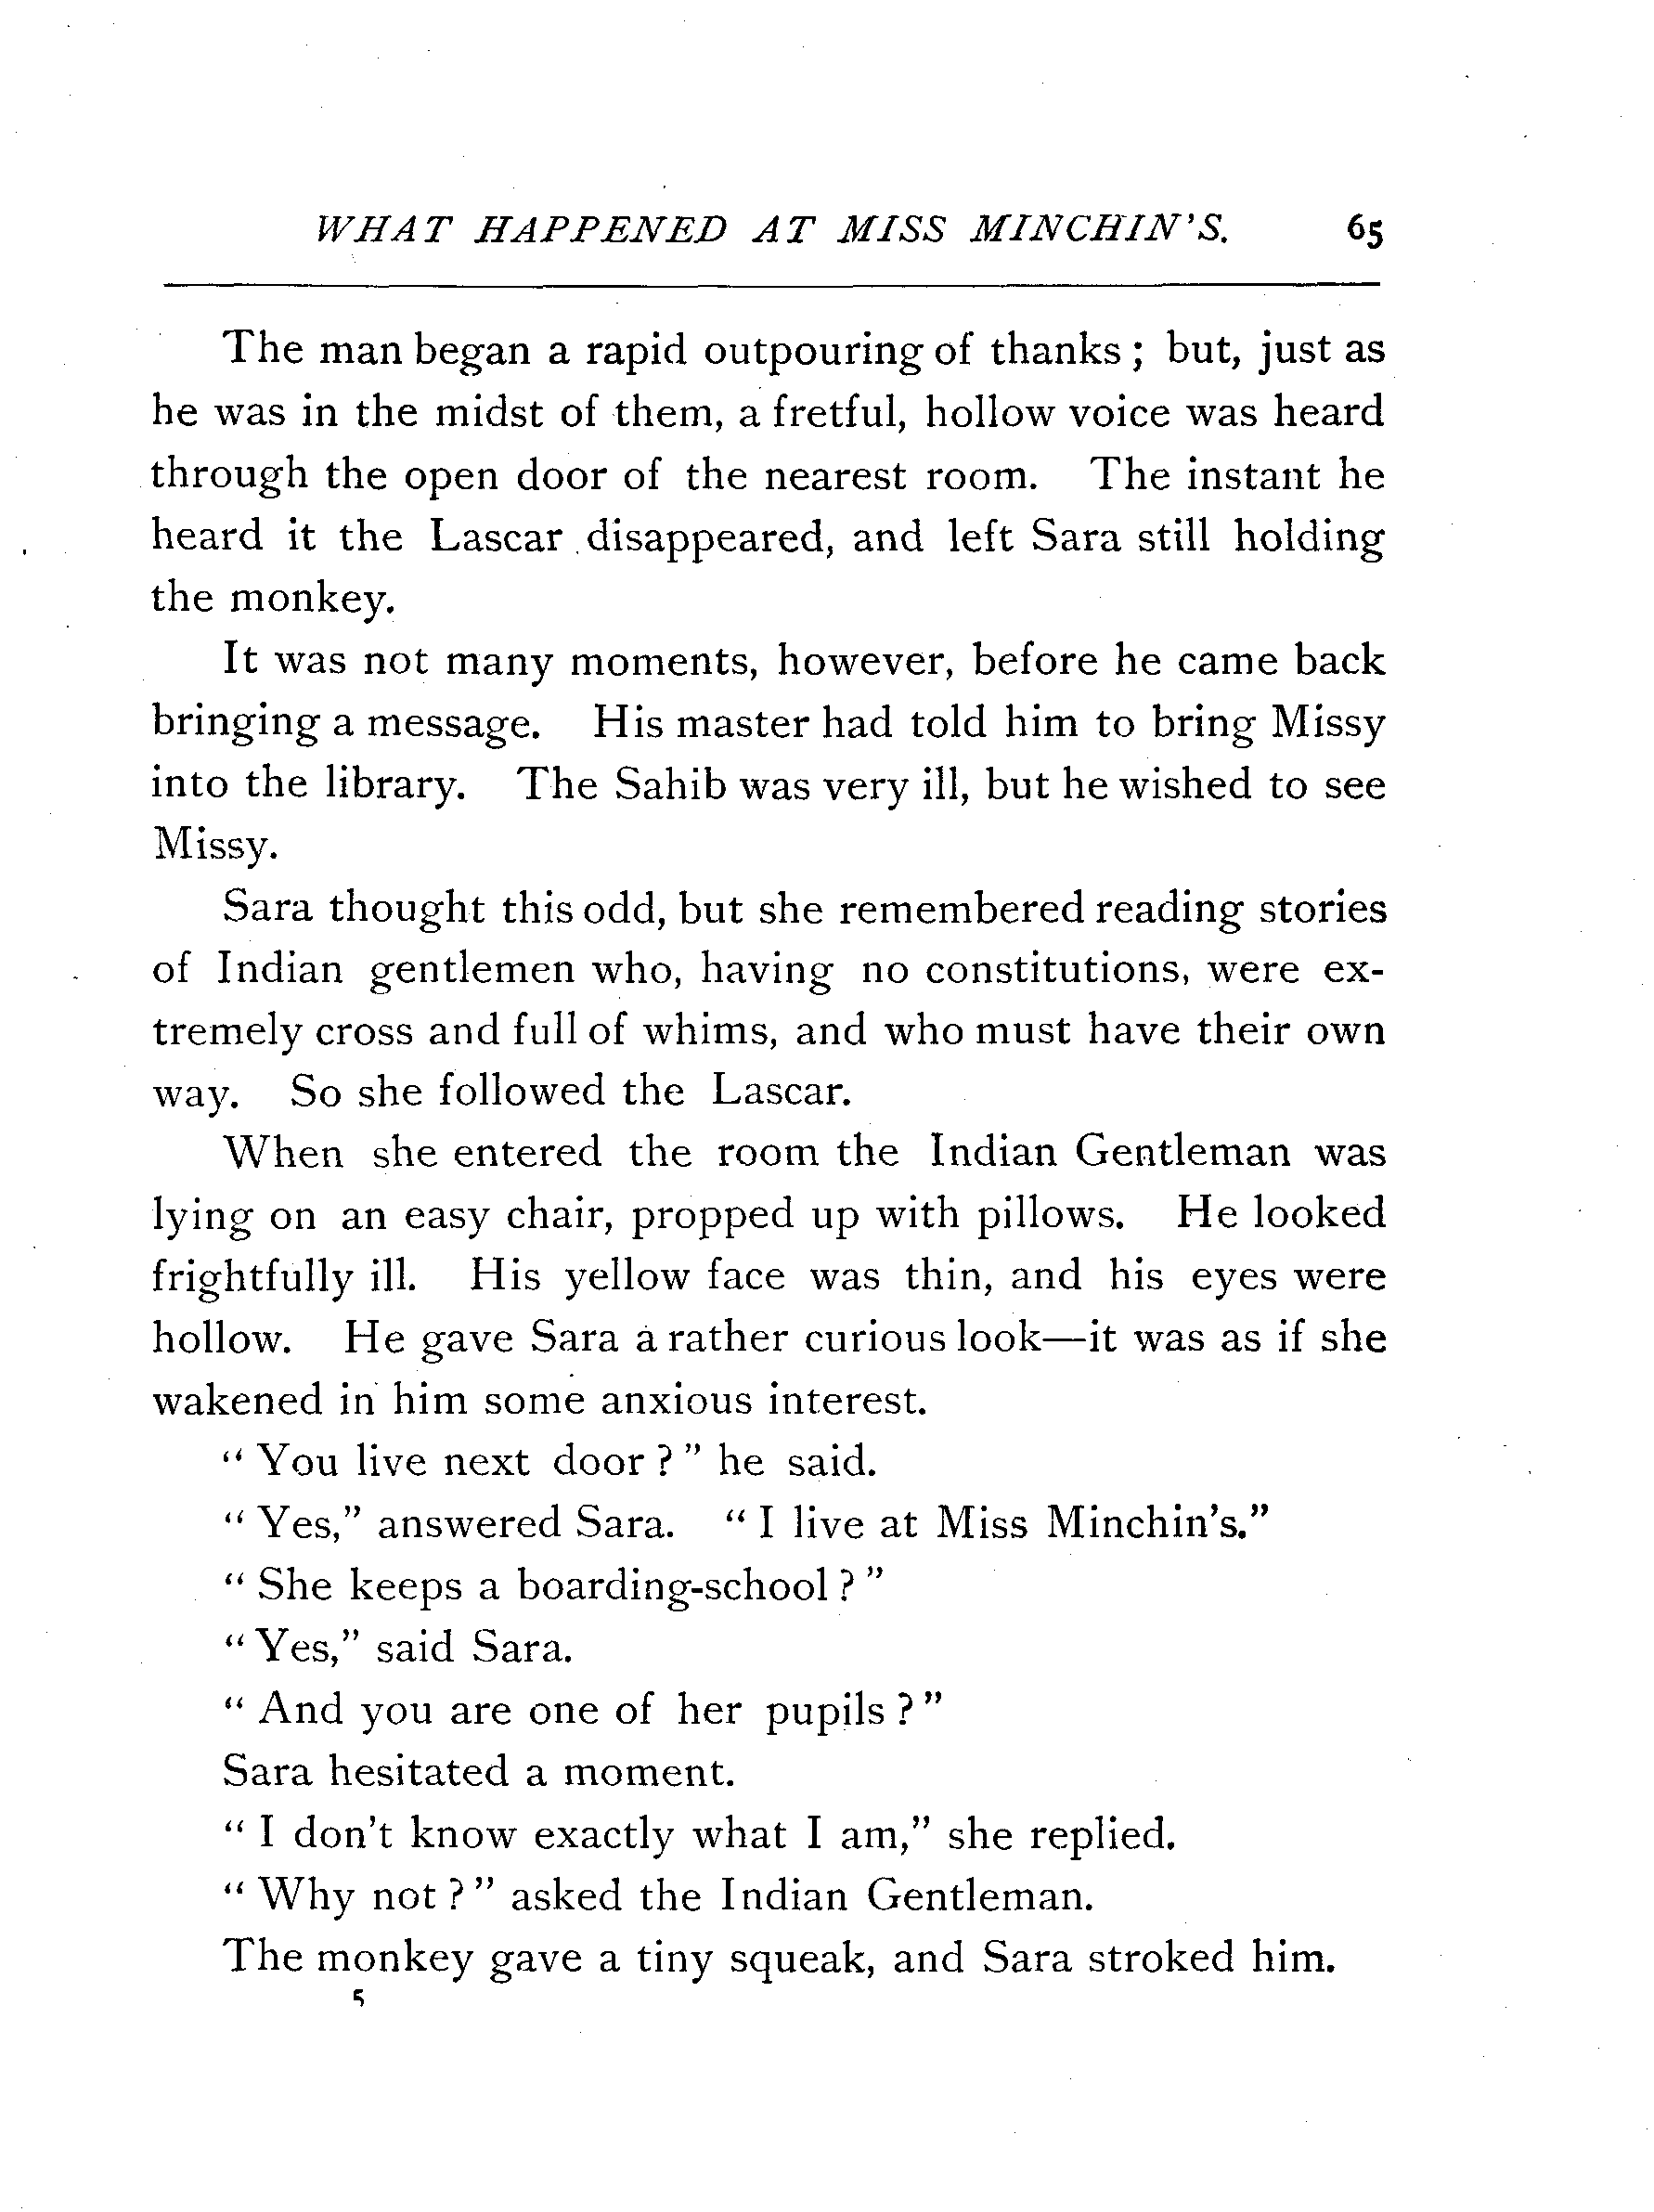 WHAT HAPPENED AT MISS MINCHIN'S. 65
The man began a rapid outpouring of thanks; but, just as
he was in the midst of them, a fretful, hollow voice was heard
through the open door of the nearest room. The instant he
heard it the Lascar disappeared, and left Sara still holding
the monkey.
It was not many moments, however, before he came back
bringing a message. His master had told him to bring Missy
into the library. The Sahib was very ill, but he wished to see
Missy.
Sara thought this odd, but she remembered reading stories
of Indian gentlemen who, having no constitutions, were ex-
tremely cross and full of whims, and who must have their own
way. So she followed the Lascar.
When she entered the room the Indian Gentleman was
lying on an easy chair, propped up with pillows. He looked
frightfully ill. His yellow face was thin, and his eyes were
hollow. He gave Sara a rather curious look—it was as if she
wakened in him some anxious interest.
"You live next door?" he said.
"Yes," answered Sara. "I live at Miss Minchin's."
"She keeps a boarding-school?"
"Yes," said Sara.
"And you are one of her pupils?"
Sara hesitated a moment.
"I don't know exactly what I am," she replied.
"Why not?" asked the Indian Gentleman.
The monkey gave a tiny squeak, and Sara stroked him.
5